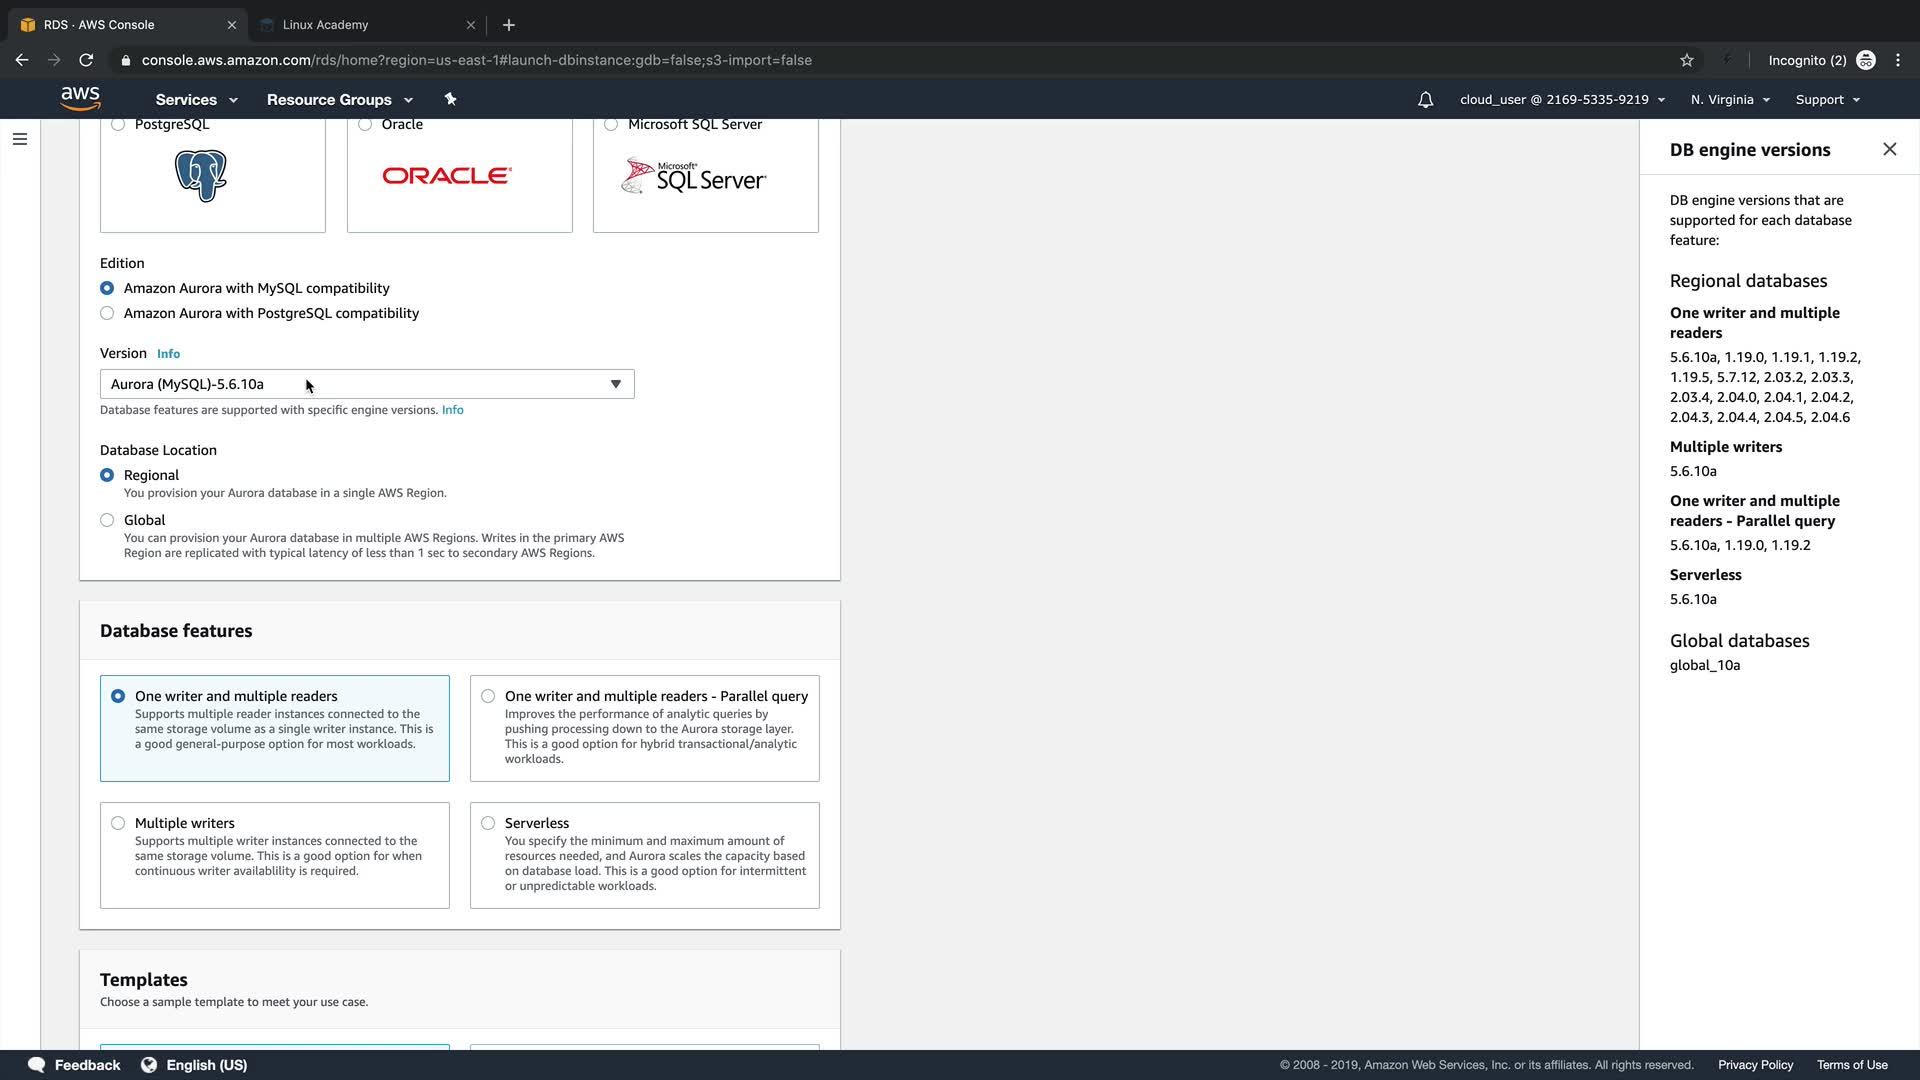 RDS · AWS Console
Linux Academy
console.aws.amazon.com/rds/home?region=us-east-1#launch-dbinstance:gdb=false;s3-import=false
Incognito (2)
aws
Services
Resource Groups
cloud_user @ 2169-5335-9219
N. Virginia
Support
PostgreSQL
Oracle
Microsoft SQL Server
ORACLE
Microsoft
SQL Server
Edition
Amazon Aurora with MySQL compatibility
Amazon Aurora with PostgreSQL compatibility
Version Info
Aurora (MySQL)-5.6.10a
Database features are supported with specific engine versions. Info
Database Location
Regional
You provision your Aurora database in a single AWS Region.
Global
You can provision your Aurora database in multiple AWS Regions. Writes in the primary AWS
Region are replicated with typical latency of less than 1 sec to secondary AWS Regions.
Database features
One writer and multiple readers
Supports multiple reader instances connected to the
same storage volume as a single writer instance. This is
a good general-purpose option for most workloads.
One writer and multiple readers - Parallel query
Improves the performance of analytic queries by
pushing processing down to the Aurora storage layer.
This is a good option for hybrid transactional/analytic
workloads.
Multiple writers
Supports multiple writer instances connected to the
same storage volume. This is a good option for when
continuous writer availablility is required.
Serverless
You specify the minimum and maximum amount of
resources needed, and Aurora scales the capacity based
on database load. This is a good option for intermittent
or unpredictable workloads.
Templates
Choose a sample template to meet your use case.
DB engine versions
DB engine versions that are
supported for each database
feature:
Regional databases
One writer and multiple
readers
5.6.10a, 1.19.0, 1.19.1, 1.19.2,
1.19.5, 5.7.12, 2.03.2, 2.03.3,
2.03.4, 2.04.0, 2.04.1, 2.04.2,
2.04.3, 2.04.4, 2.04.5, 2.04.6
Multiple writers
5.6.10a
One writer and multiple
readers - Parallel query
5.6.10a, 1.19.0, 1.19.2
Serverless
5.6.10a
Global databases
global_10a
Feedback
English (US)
© 2008 - 2019, Amazon Web Services, Inc. or its affiliates. All rights reserved.
Privacy Policy
Terms of Use